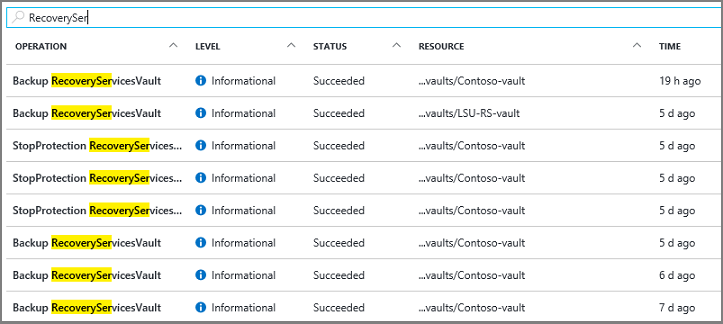 RecoverySer
OPERATION LEVEL STATUS RESOURCE TIME
Backup RecoveryServicesVault Informational Succeeded ...vaults/Contoso-vault 19 h ago
Backup RecoveryServicesVault Informational Succeeded ...vaults/LSU-RS-vault 5 d ago
StopProtection RecoveryServices... Informational Succeeded ...vaults/Contoso-vault 5 d ago
StopProtection RecoveryServices... Informational Succeeded ...vaults/Contoso-vault 5 d ago
StopProtection RecoveryServices... Informational Succeeded ...vaults/Contoso-vault 5 d ago
Backup RecoveryServicesVault Informational Succeeded ...vaults/Contoso-vault 5 d ago
Backup RecoveryServicesVault Informational Succeeded ...vaults/Contoso-vault 6 d ago
Backup RecoveryServicesVault Informational Succeeded ...vaults/Contoso-vault 7 d ago